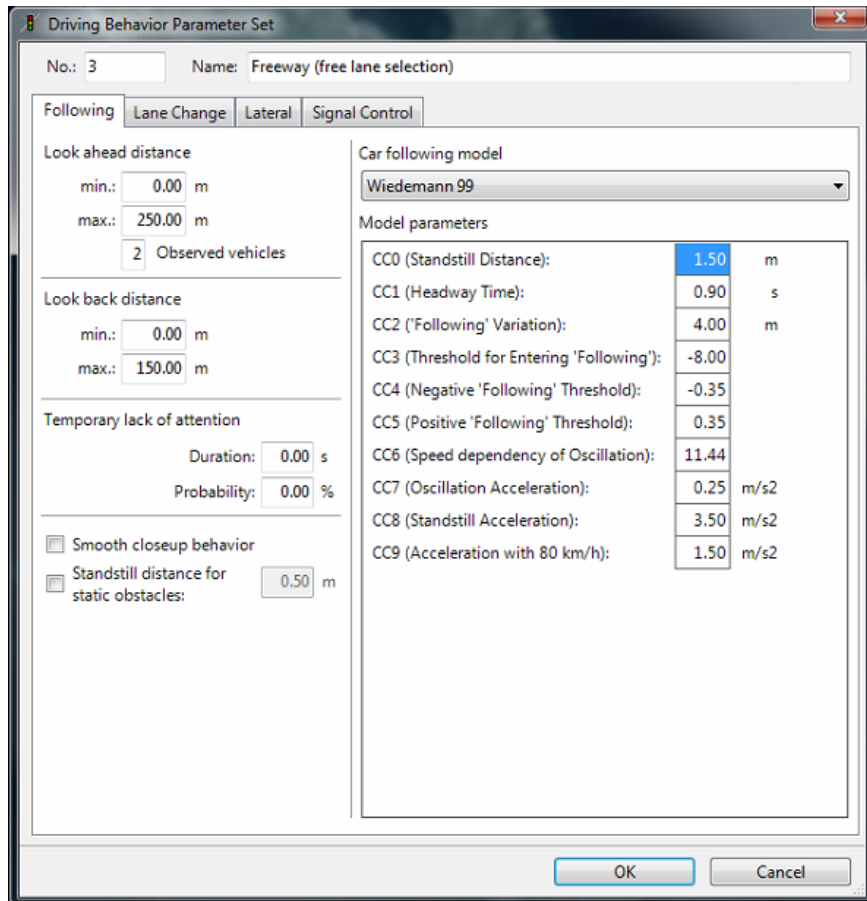 Driving Behavior Parameter Set
No.: 3 Name: Freeway (free lane selection)
Following Lane Change Lateral Signal Control
Look ahead distance
min.: 0.00 m
max.: 250.00 m
2 Observed vehicles
Look back distance
min.: 0.00 m
max.: 150.00 m
Temporary lack of attention
Duration: 0.00 s
Probability: 0.00 %
Smooth closeup behavior
Standstill distance for
static obstacles: 0.50 m
Car following model
Wiedemann 99
Model parameters
CC0 (Standstill Distance): 1.50 m
CC1 (Headway Time): 0.90 s
CC2 ('Following' Variation): 4.00 m
CC3 (Threshold for Entering 'Following'): -8.00
CC4 (Negative 'Following' Threshold): -0.35
CC5 (Positive 'Following' Threshold): 0.35
CC6 (Speed dependency of Oscillation): 11.44
CC7 (Oscillation Acceleration): 0.25 m/s2
CC8 (Standstill Acceleration): 3.50 m/s2
CC9 (Acceleration with 80 km/h): 1.50 m/s2
OK Cancel